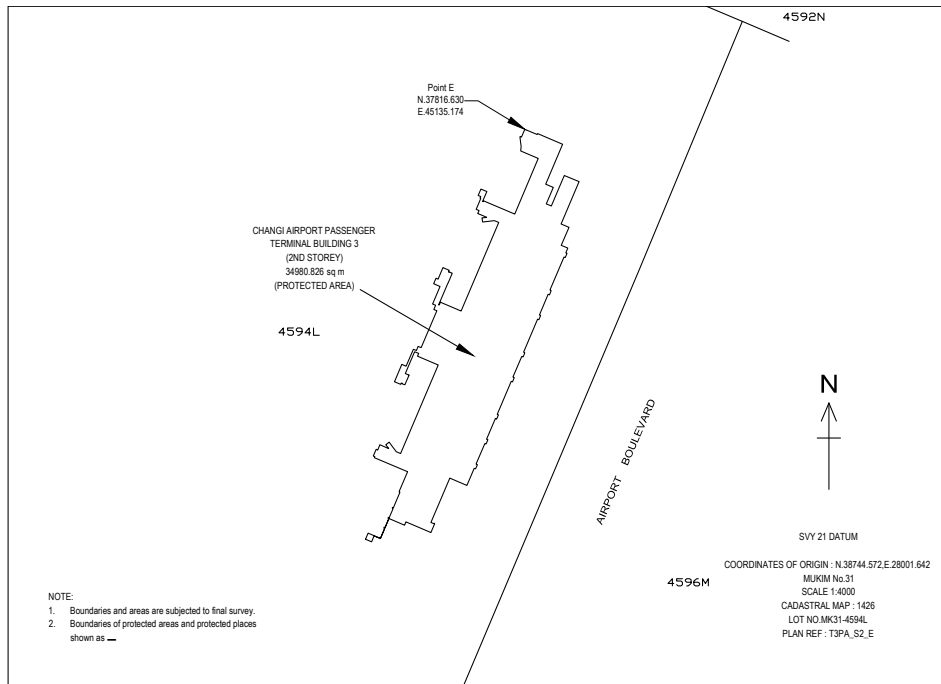 4592N
Point E
N.37816.630
E.45135.174
CHANGI AIRPORT PASSENGER
TERMINAL BUILDING 3
(2ND STOREY)
34980.826 sq m
(PROTECTED AREA)
4594L
N
AIRPORT BOULEVARD
SVY 21 DATUM
COORDINATES OF ORIGIN : N.38744.572,E.28001.642
MUKIM No.31
SCALE 1:4000
CADASTRAL MAP : 1426
LOT NO.MK31-4594L
PLAN REF : T3PA_S2_E
4596M
NOTE:
1. Boundaries and areas are subjected to final survey.
2. Boundaries of protected areas and protected places
shown as —